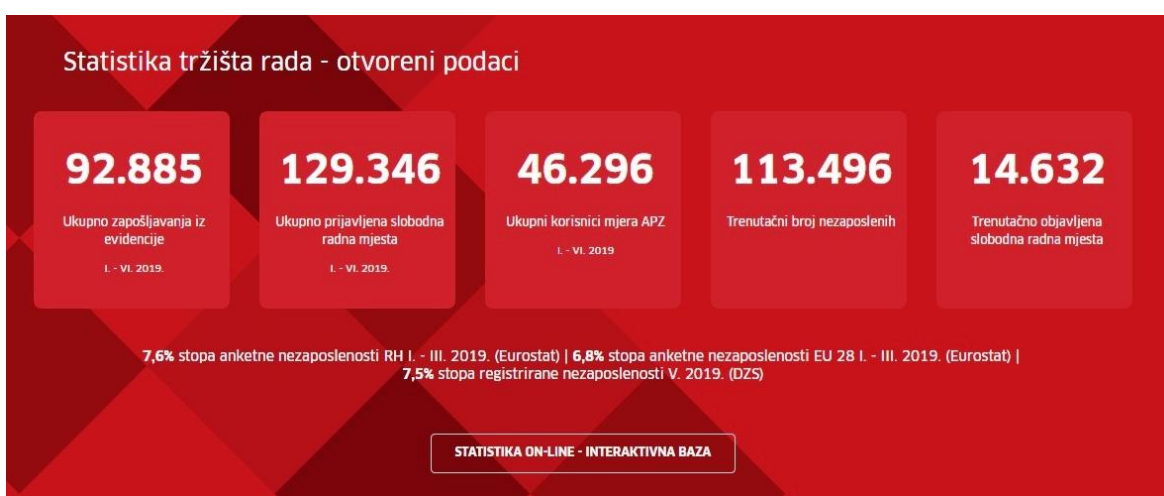 Statistika tržišta rada - otvoreni podaci
92.885
Ukupno zapošljavanja iz
evidencije
I. - VI. 2019.
129.346
Ukupno prijavljena slobodna
radna mjesta
I. - VI. 2019.
46.296
Ukupni korisnici mjera APZ
I. - VI. 2019
113.496
Trenutačni broj nezaposlenih
14.632
Trenutačno objavljena
slobodna radna mjesta
7,6% stopa anketne nezaposlenosti RH I. - III. 2019. (Eurostat) | 6,8% stopa anketne nezaposlenosti EU 28 I. - III. 2019. (Eurostat) |
7,5% stopa registrirane nezaposlenosti V. 2019. (DZS)
STATISTIKA ON-LINE - INTERAKTIVNA BAZA